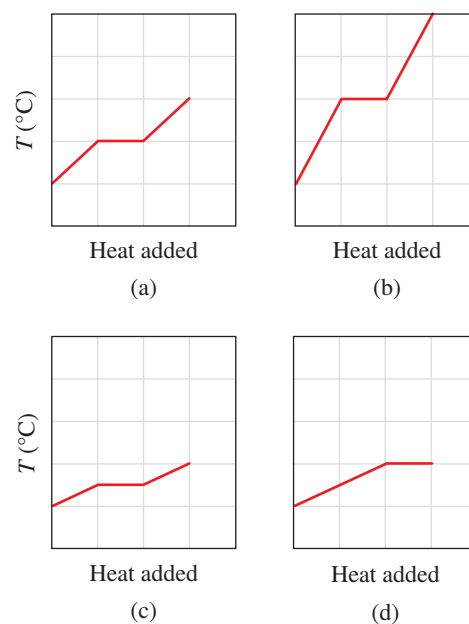 T (°C)
Heat added
Heat added
(a)
(b)
T (°C)
Heat added
Heat added
(c)
(d)